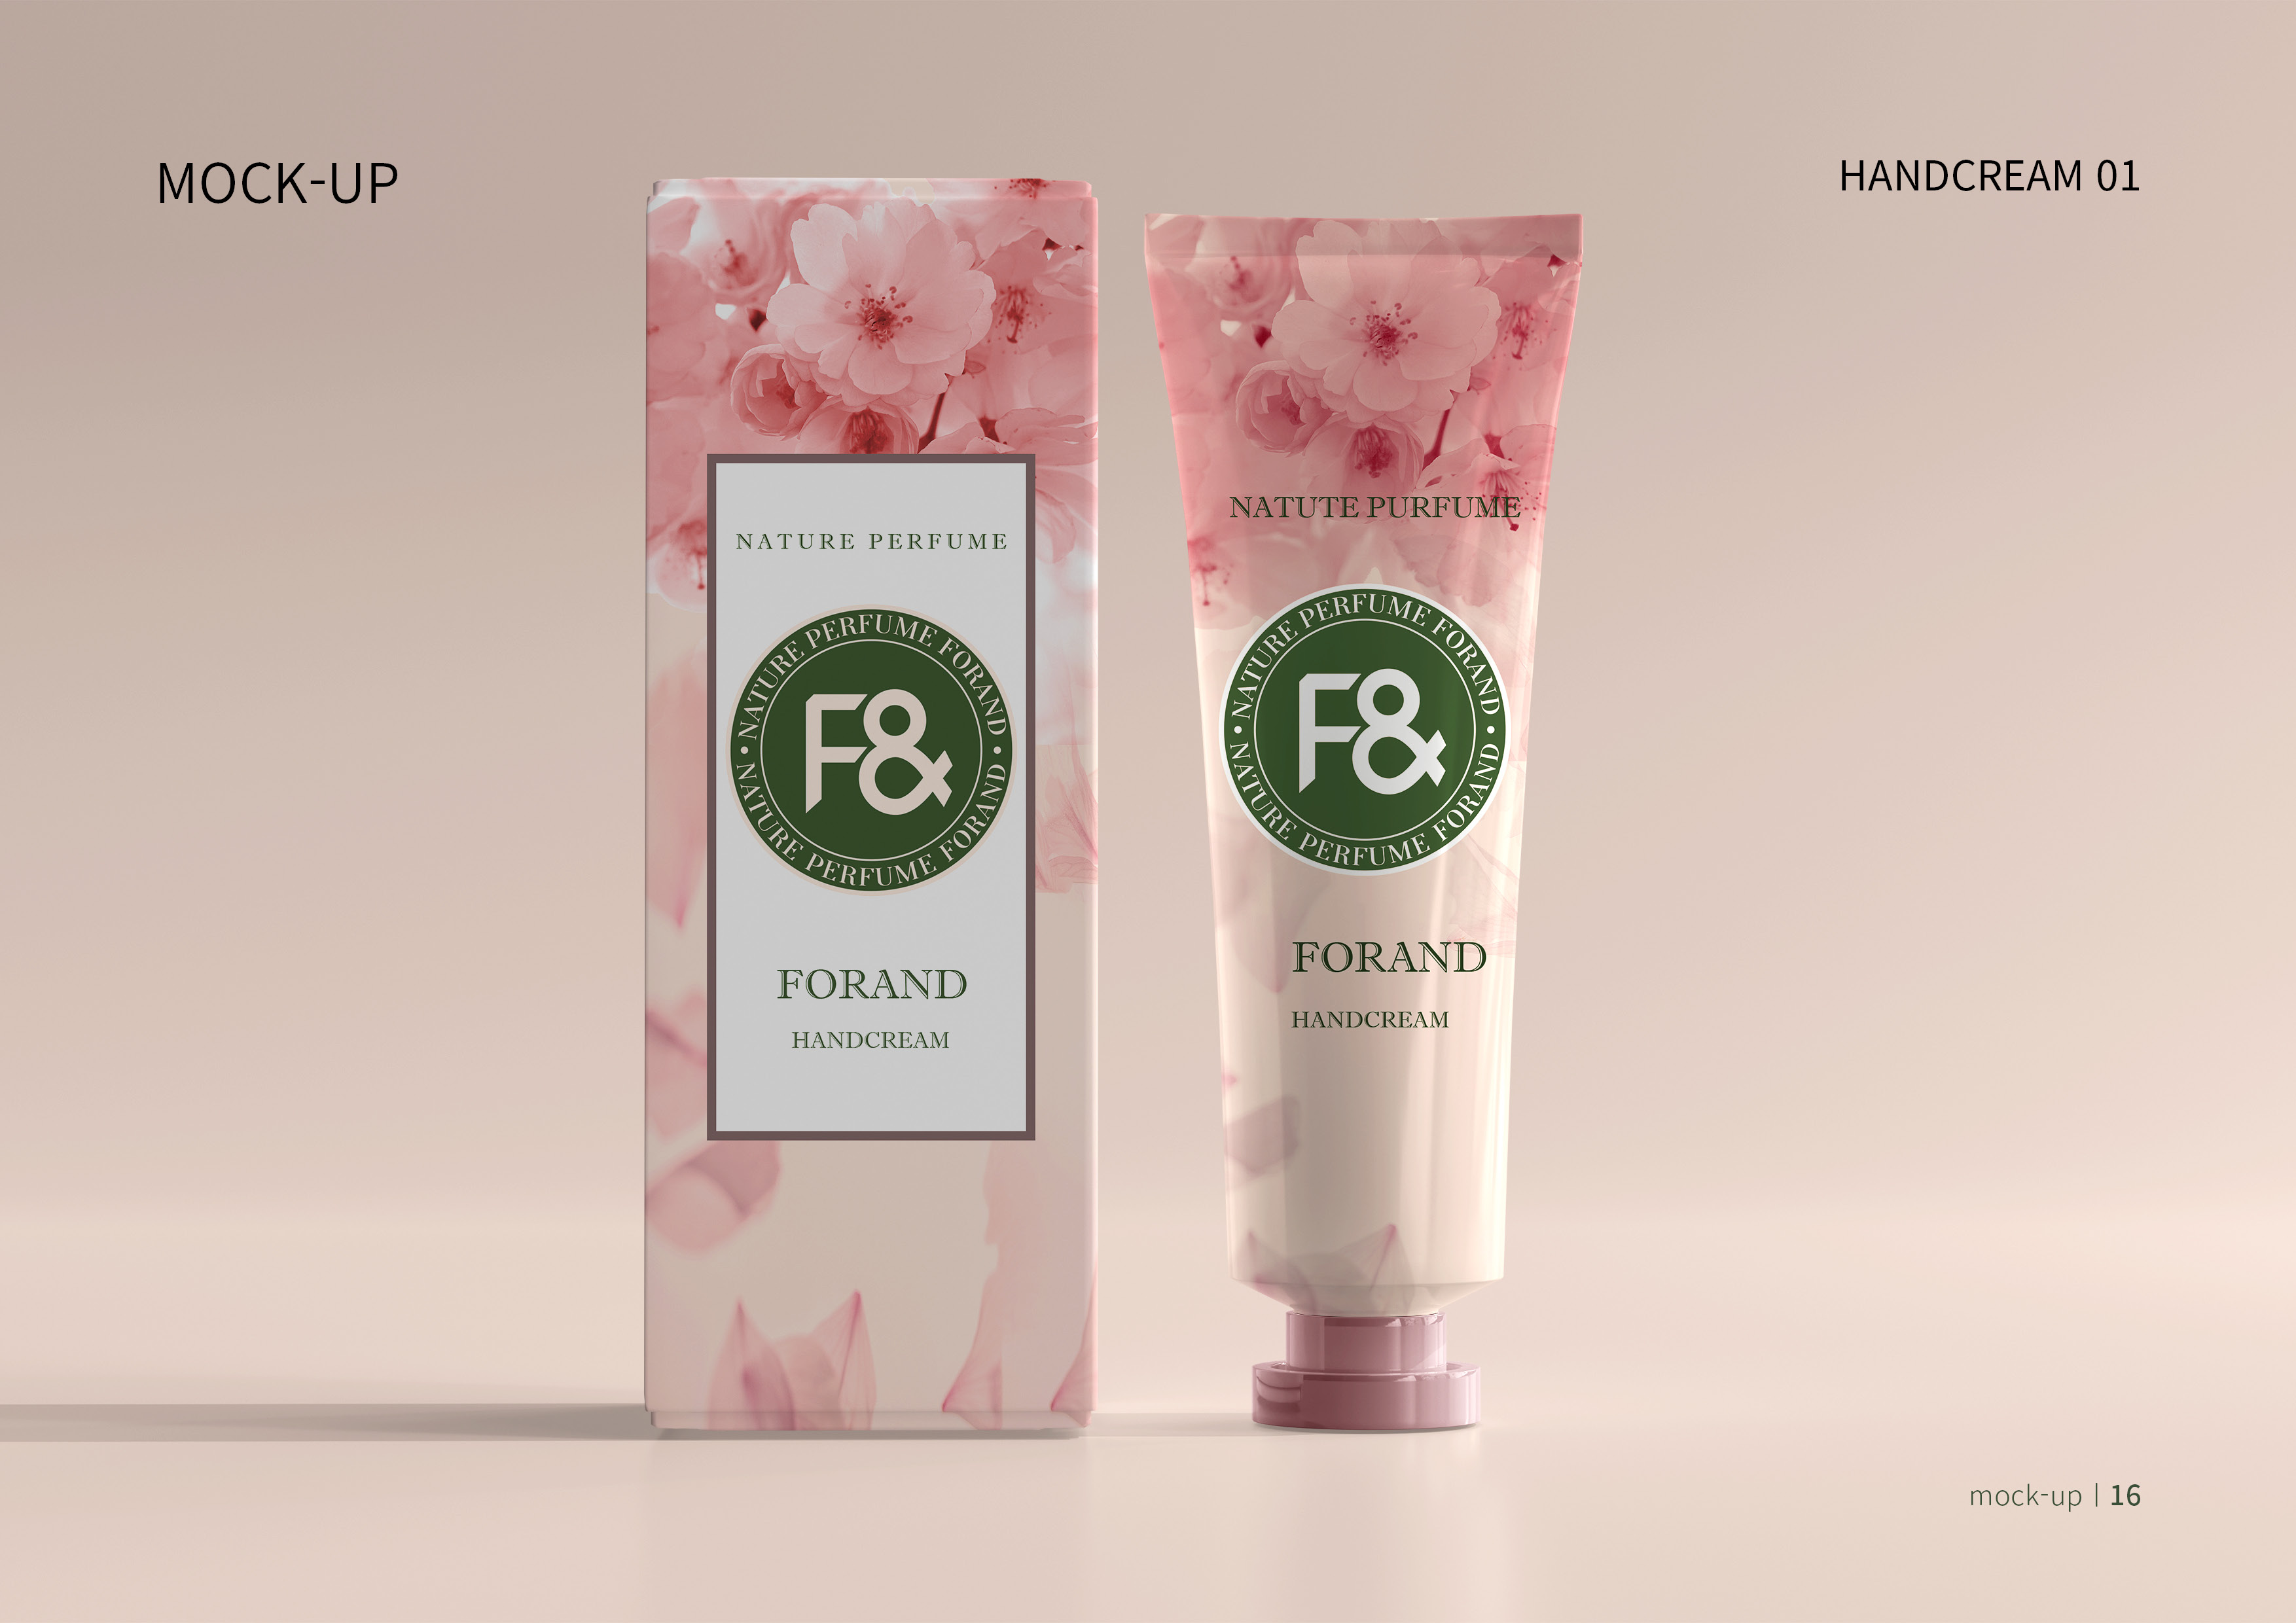 MOCK-UP
HANDCREAM 01
NATURE PERFUME
NATURE PERFUME FORAND
F&
NATURE PERFUME FORAND
FORAND
HANDCREAM
NATUTE PURFUME
NATURE PERFUME FORAND
F&
NATURE PERFUME FORAND
FORAND
HANDCREAM
mock-up | 16